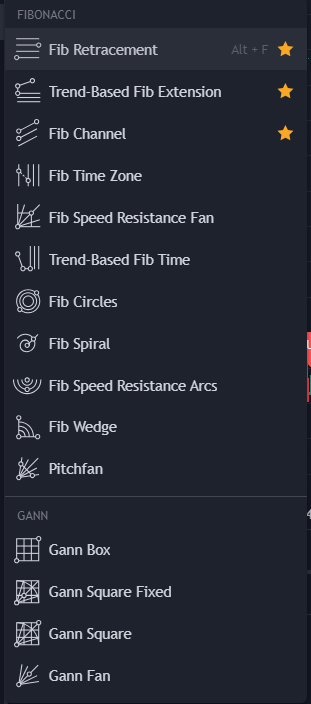 FIBONACCI
Fib Retracement Alt + F
Trend-Based Fib Extension
Fib Channel
Fib Time Zone
Fib Speed Resistance Fan
Trend-Based Fib Time
Fib Circles
Fib Spiral
Fib Speed Resistance Arcs
Fib Wedge
Pitchfan
GANN
Gann Box
Gann Square Fixed
Gann Square
Gann Fan